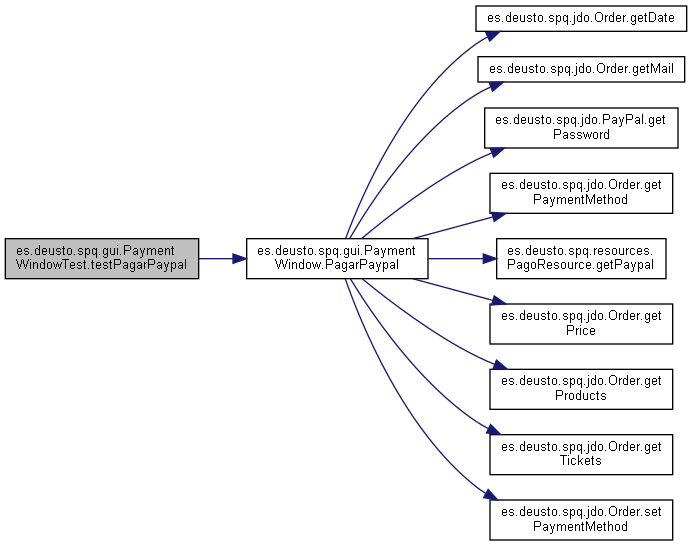 es.deusto.spq.jdo.Order.getDate
es.deusto.spq.jdo.Order.getMail
es.deusto.spq.jdo.PayPal.get
Password
es.deusto.spq.jdo.Order.get
PaymentMethod
es.deusto.spq.gui.Payment
WindowTest.testPagarPaypal
es.deusto.spq.gui.Payment
Window.PagarPaypal
es.deusto.spq.resources.
PagoResource.getPaypal
es.deusto.spq.jdo.Order.get
Price
es.deusto.spq.jdo.Order.get
Products
es.deusto.spq.jdo.Order.get
Tickets
es.deusto.spq.jdo.Order.set
PaymentMethod